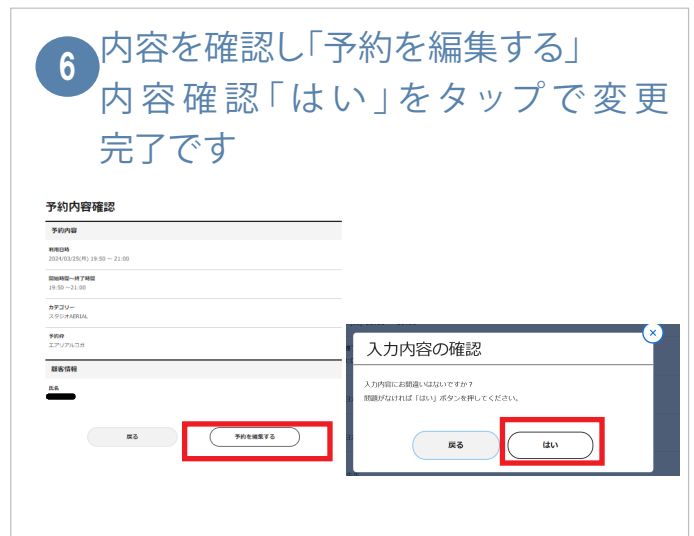 6
内容を確認し「予約を編集する」
内容確認「はい」をタップで変更
完了です
予約内容確認
予約内容
利用日時
2024/03/25(月) 19:50 ～ 21:00
開始時間～終了時間
19:50 ～21:00
カテゴリー
スタジオAERIAL
予約枠
エアリアルヨガ
顧客情報
氏名
戻る
予約を編集する
×
入力内容の確認
入力内容にお間違いはないですか？
問題がなければ「はい」ボタンを押してください。
戻る
はい